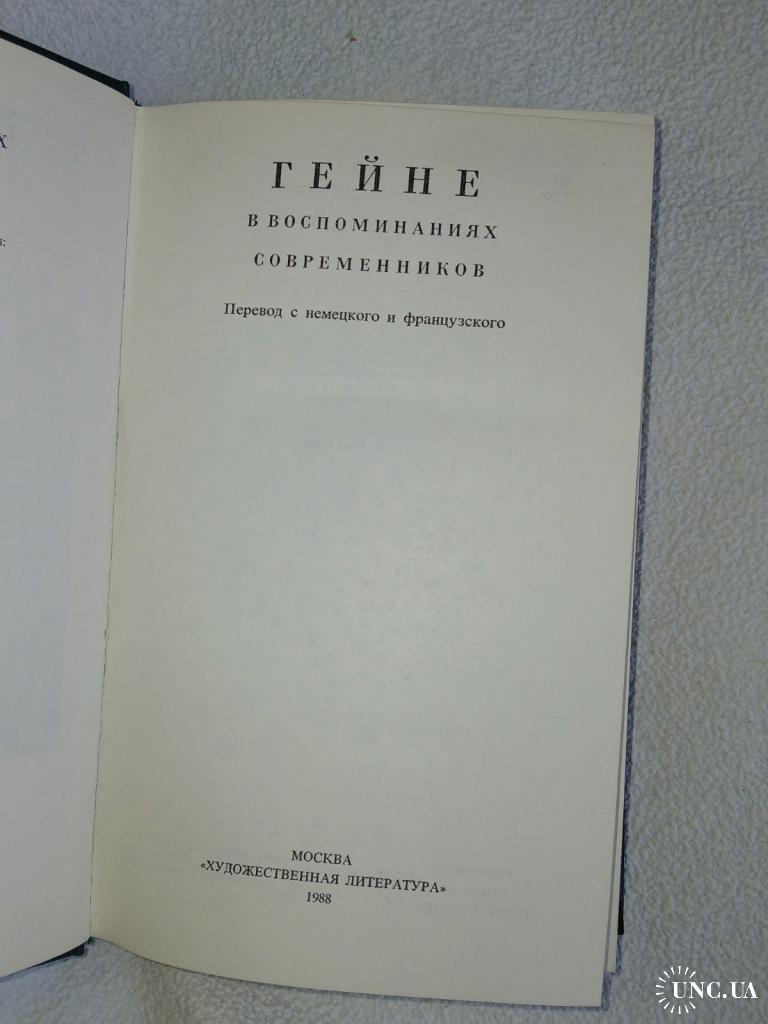 Х
ГЕЙНЕ
В ВОСПОМИНАНИЯХ
СОВРЕМЕННИКОВ
Перевод с немецкого и французского
МОСКВА
«ХУДОЖЕСТВЕННАЯ ЛИТЕРАТУРА»
1988
UNC.UA